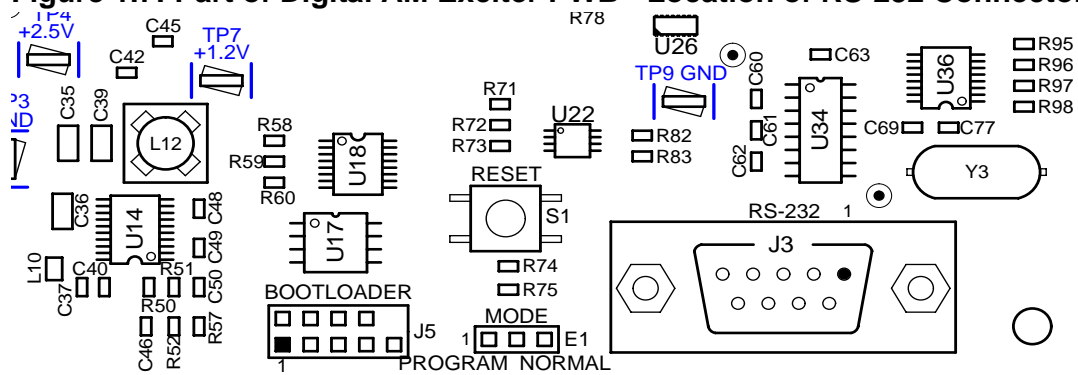 TP4
+2.5V
C45
C42
TP7
+1.2V
R78
U26
TP9 GND
C60
C63
U36
R95
R96
R97
R98
C35
C39
L12
R58
R59
R60
U18
R71
R72
R73
U22
R82
R83
C61
C62
U34
C69
C77
Y3
C36
U14
C48
C49
U17
RESET
S1
RS-232 1
J3
L10
C37
C40
R51
C50
R50
C46
R52
R57
BOOTLOADER
J5
1
R74
R75
MODE
1
E1
PROGRAM NORMAL